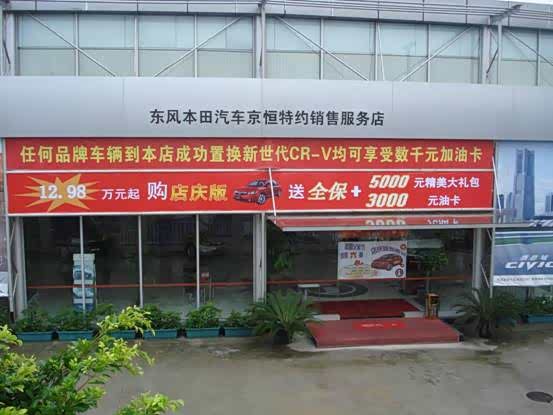 东风本田汽车京恒特约销售服务店
任何品牌车辆到本店成功置换新世代CR-V均可享受数千元加油卡
12.98 万元起 购 店庆版 送 全保 + 5000 元精美大礼包
3000 元油卡
CIVIC